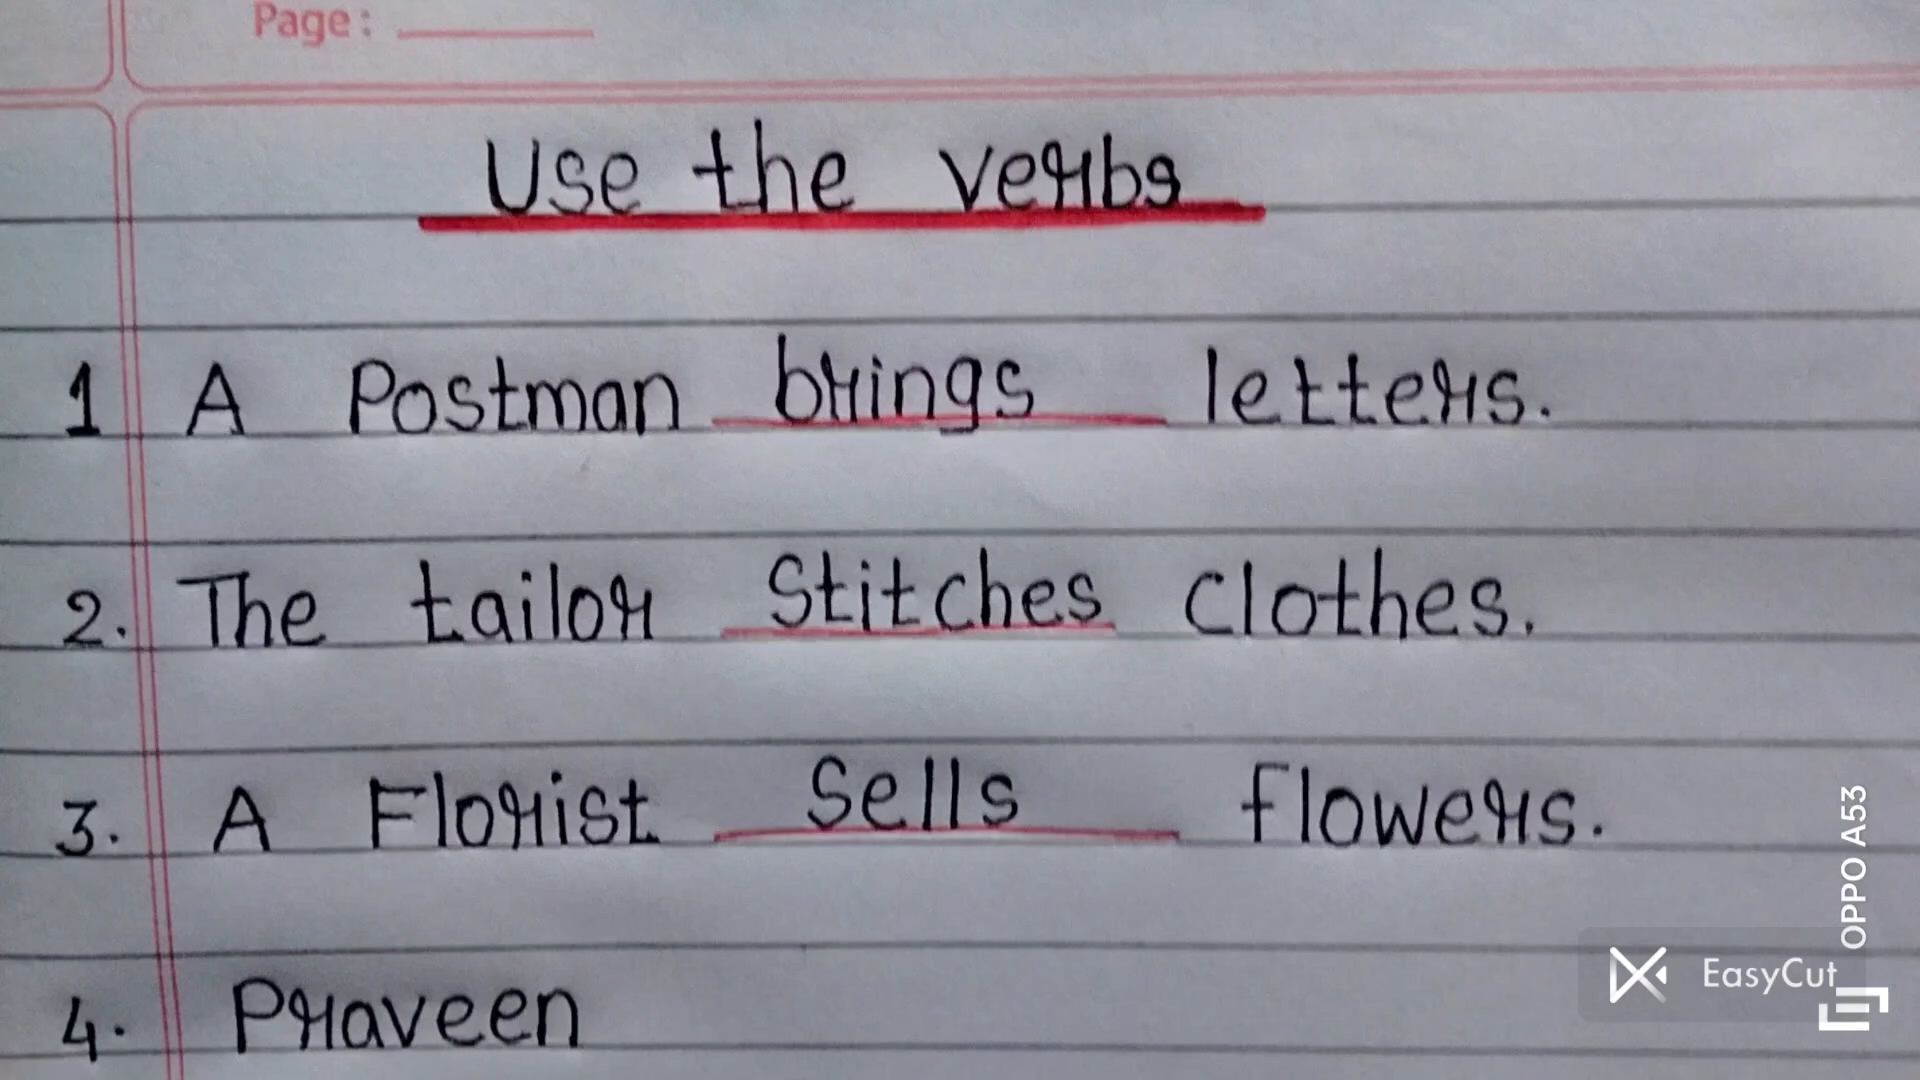 Page :
Use the verbs
1 A Postman brings letters.
2. The tailor Stitches Clothes.
3. A Florist Sells flowers.
4. Praveen
OPPO A53
EasyCut